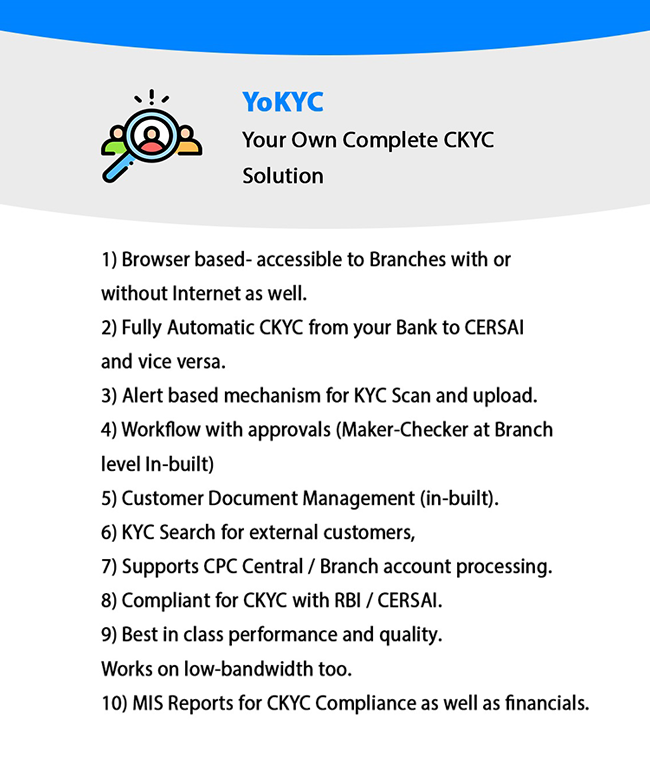 YoKYC
Your Own Complete CKYC
Solution
1) Browser based- accessible to Branches with or
without Internet as well.
2) Fully Automatic CKYC from your Bank to CERSAI
and vice versa.
3) Alert based mechanism for KYC Scan and upload.
4) Workflow with approvals (Maker-Checker at Branch
level In-built)
5) Customer Document Management (in-built).
6) KYC Search for external customers,
7) Supports CPC Central / Branch account processing.
8) Compliant for CKYC with RBI / CERSAI.
9) Best in class performance and quality.
Works on low-bandwidth too.
10) MIS Reports for CKYC Compliance as well as financials.